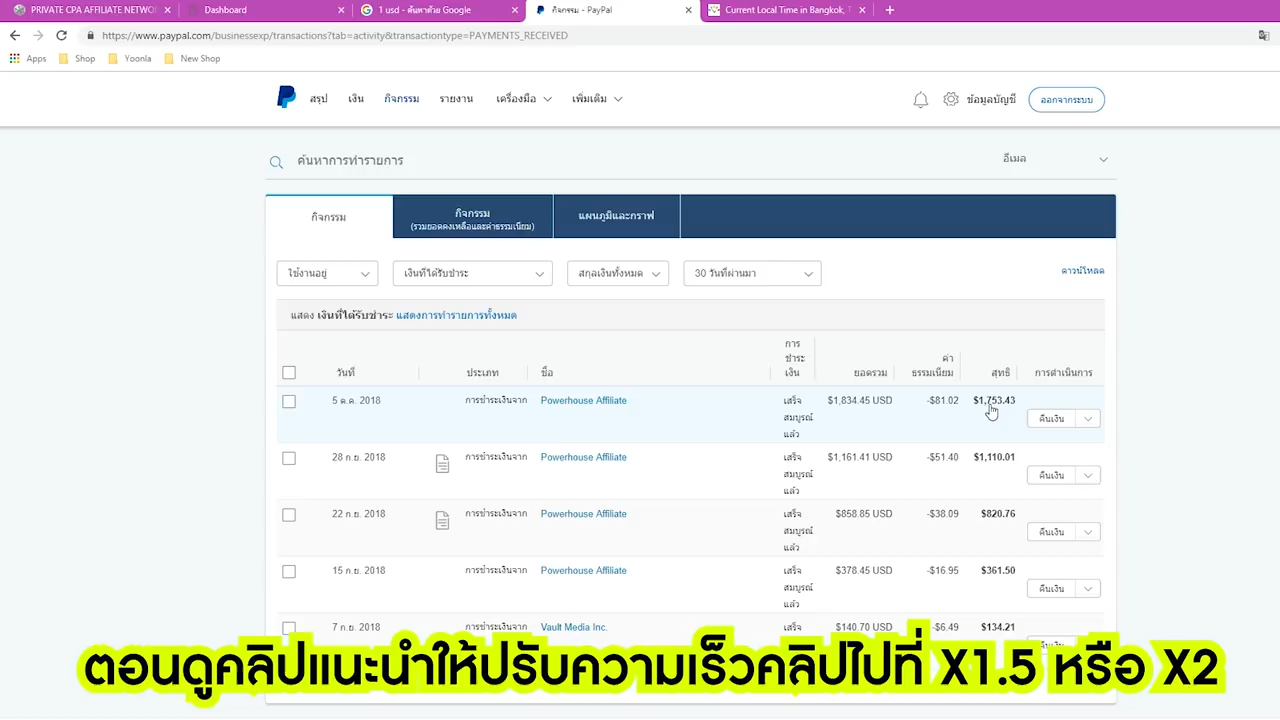 PRIVATE CPA AFFILIATE NETWOR
Dashboard
1 usd - ค้นหาด้วย Google
กิจกรรม - PayPal
Current Local Time in Bangkok, T
https://www.paypal.com/businessexp/transactions?tab=activity&transactiontype=PAYMENTS_RECEIVED
Apps Shop Yoonla New Shop
สรุป เงิน กิจกรรม รายงาน เครื่องมือ เพิ่มเติม ข้อมูลบัญชี ออกจากระบบ
ค้นหาการทำรายการ อีเมล
กิจกรรม
กิจกรรม
(รวมยอดคงเหลือและค่าธรรมเนียม)
แผนภูมิและกราฟ
ใช้งานอยู่ เงินที่ได้รับชำระ สกุลเงินทั้งหมด 30 วันที่ผ่านมา ดาวน์โหลด
แสดง เงินที่ได้รับชำระ แสดงการทำรายการทั้งหมด
วันที่ ประเภท ชื่อ
การ
ชำระ
เงิน
ยอดรวม
ค่า
ธรรมเนียม
สุทธิ การดำเนินการ
5 ต.ค. 2018 การชำระเงินจาก Powerhouse Affiliate
เสร็จ
สมบูรณ์
แล้ว
$1,834.45 USD -$81.02 $1,753.43
คืนเงิน
28 ก.ย. 2018 การชำระเงินจาก Powerhouse Affiliate
เสร็จ
สมบูรณ์
แล้ว
$1,161.41 USD -$51.40 $1,110.01
คืนเงิน
22 ก.ย. 2018 การชำระเงินจาก Powerhouse Affiliate
เสร็จ
สมบูรณ์
แล้ว
$858.85 USD -$38.09 $820.76
คืนเงิน
15 ก.ย. 2018 การชำระเงินจาก Powerhouse Affiliate
เสร็จ
สมบูรณ์
แล้ว
$378.45 USD -$16.95 $361.50
คืนเงิน
7 ก.ย. 2018 การชำระเงินจาก Vault Media Inc.
เสร็จ
$140.70 USD -$6.49 $134.21
ตอนดูคลิปแนะนำให้ปรับความเร็วคลิปไปที่ X1.5 หรือ X2